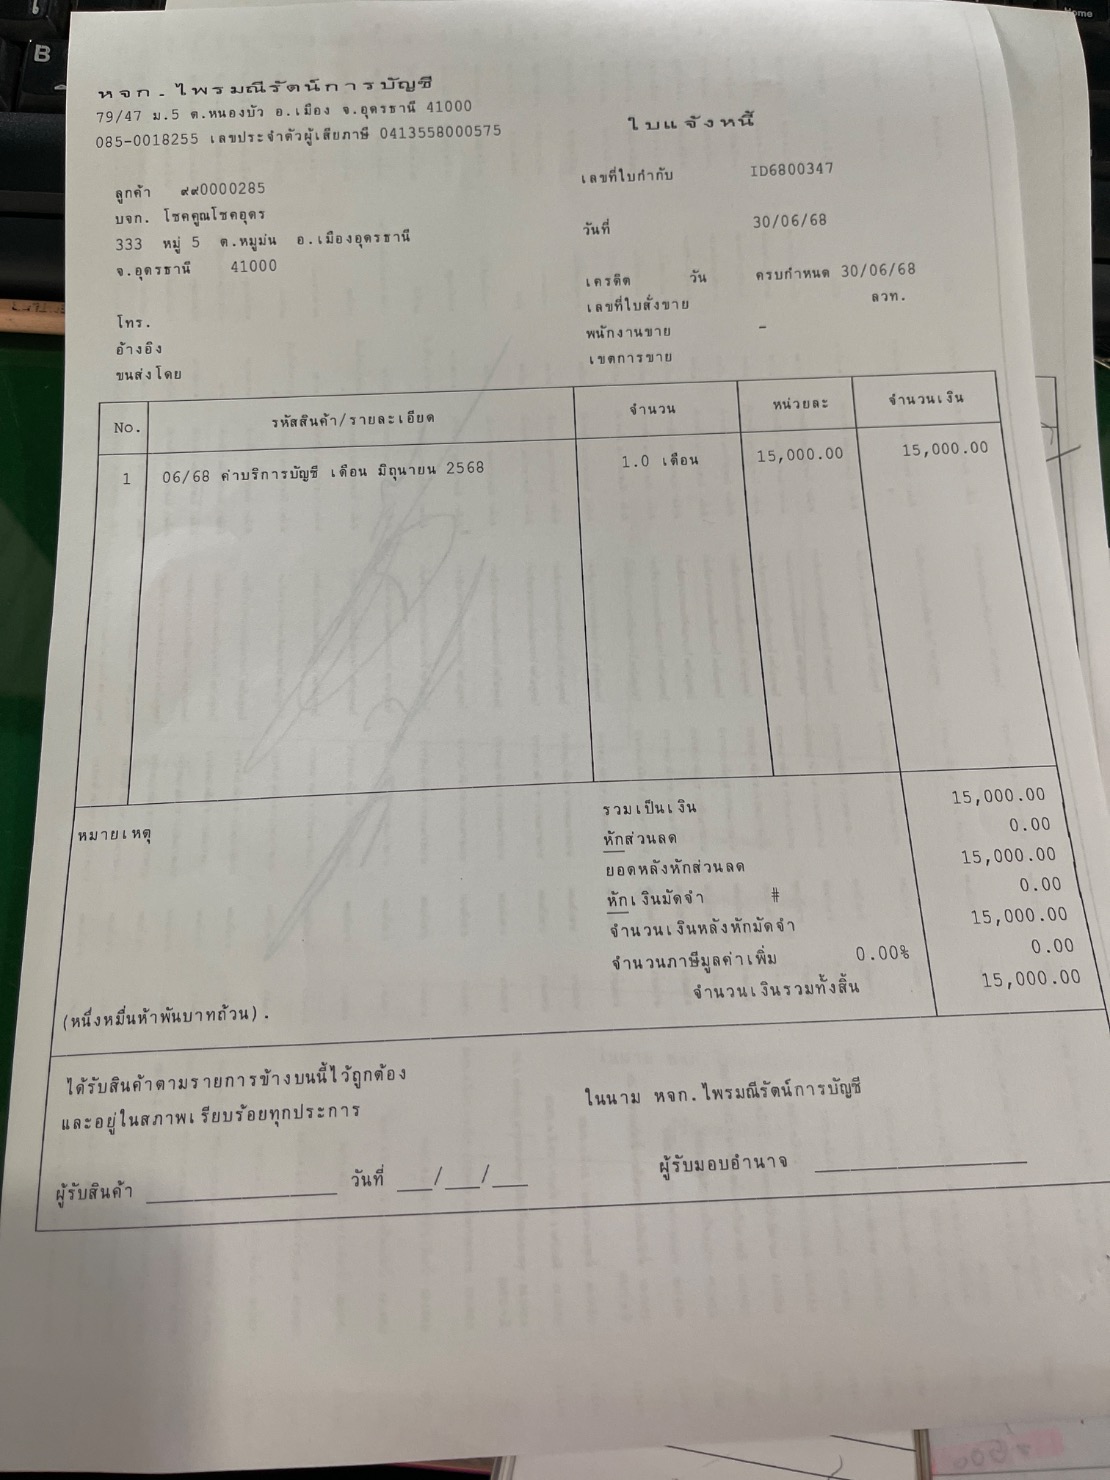 หจก.ไพรมณีรัตน์การบัญชี
79/47 ม.5 ต.หนองบัว อ.เมือง จ.อุดรธานี 41000
085-0018255 เลขประจำตัวผู้เสียภาษี 0413558000575
ใบแจ้งหนี้
ลูกค้า ๙๙0000285
บจก. โชคคูณโชคอุดร
333 หมู่ 5 ต.หมูม่น อ.เมืองอุดรธานี
จ.อุดรธานี 41000
โทร.
อ้างอิง
ขนส่งโดย
เลขที่ใบกำกับ ID6800347
วันที่ 30/06/68
เครดิต วัน ครบกำหนด 30/06/68
เลขที่ใบสั่งขาย ลวท.
พนักงานขาย -
เขตการขาย
No. รหัสสินค้า/รายละเอียด จำนวน หน่วยละ จำนวนเงิน
1 06/68 ค่าบริการบัญชี เดือน มิถุนายน 2568 1.0 เดือน 15,000.00 15,000.00
หมายเหตุ
รวมเป็นเงิน 15,000.00
หักส่วนลด 0.00
ยอดหลังหักส่วนลด 15,000.00
หักเงินมัดจำ # 0.00
จำนวนเงินหลังหักมัดจำ 15,000.00
จำนวนภาษีมูลค่าเพิ่ม 0.00% 0.00
จำนวนเงินรวมทั้งสิ้น 15,000.00
(หนึ่งหมื่นห้าพันบาทถ้วน).
ได้รับสินค้าตามรายการข้างบนนี้ไว้ถูกต้อง
และอยู่ในสภาพเรียบร้อยทุกประการ
ในนาม หจก.ไพรมณีรัตน์การบัญชี
ผู้รับสินค้า ____________ วันที่ __/__/__
ผู้รับมอบอำนาจ ____________
B
Home